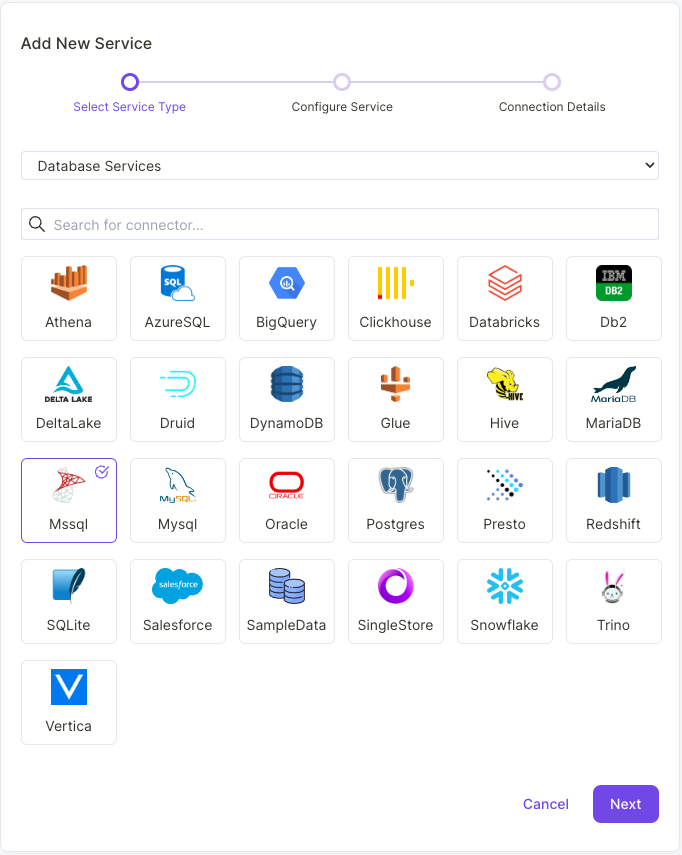 Add New Service
Select Service Type
Configure Service
Connection Details
Database Services
Search for connector...
SQL
IBM
DB2
Athena
AzureSQL
BigQuery
Clickhouse
Databricks
Db2
DELTA LAKE
HIVE
MariaDB
DeltaLake
Druid
DynamoDB
Glue
Hive
MariaDB
MySQL
ORACLE
Mssql
Mysql
Oracle
Postgres
Presto
Redshift
salesforce
SQLite
Salesforce
SampleData
SingleStore
Snowflake
Trino
V
Vertica
Cancel
Next